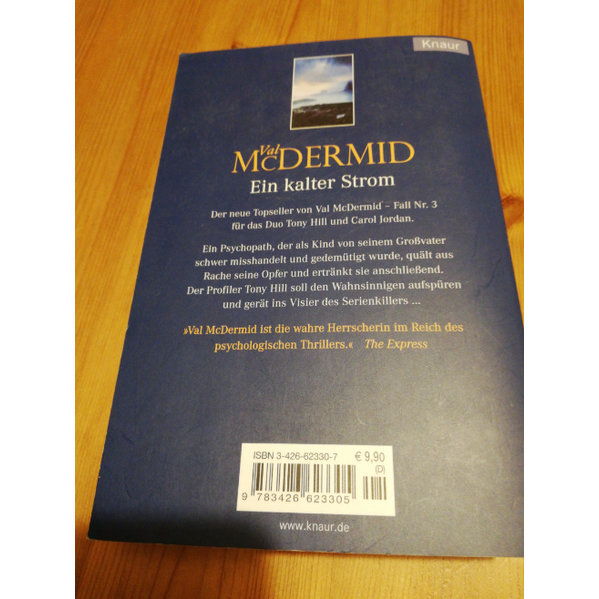 Knaur
Val
McDERMID
Ein kalter Strom
Der neue Topseller von Val McDermid – Fall Nr. 3
für das Duo Tony Hill und Carol Jordan.
Ein Psychopath, der als Kind von seinem Großvater
schwer misshandelt und gedemütigt wurde, quält aus
Rache seine Opfer und ertränkt sie anschließend.
Der Profiler Tony Hill soll den Wahnsinnigen aufspüren
und gerät ins Visier des Serienkillers ...
»Val McDermid ist die wahre Herrscherin im Reich des
psychologischen Thrillers.« The Express
ISBN 3-426-62330-7 € 9,90
(D)
9 783426 623305
www.knaur.de